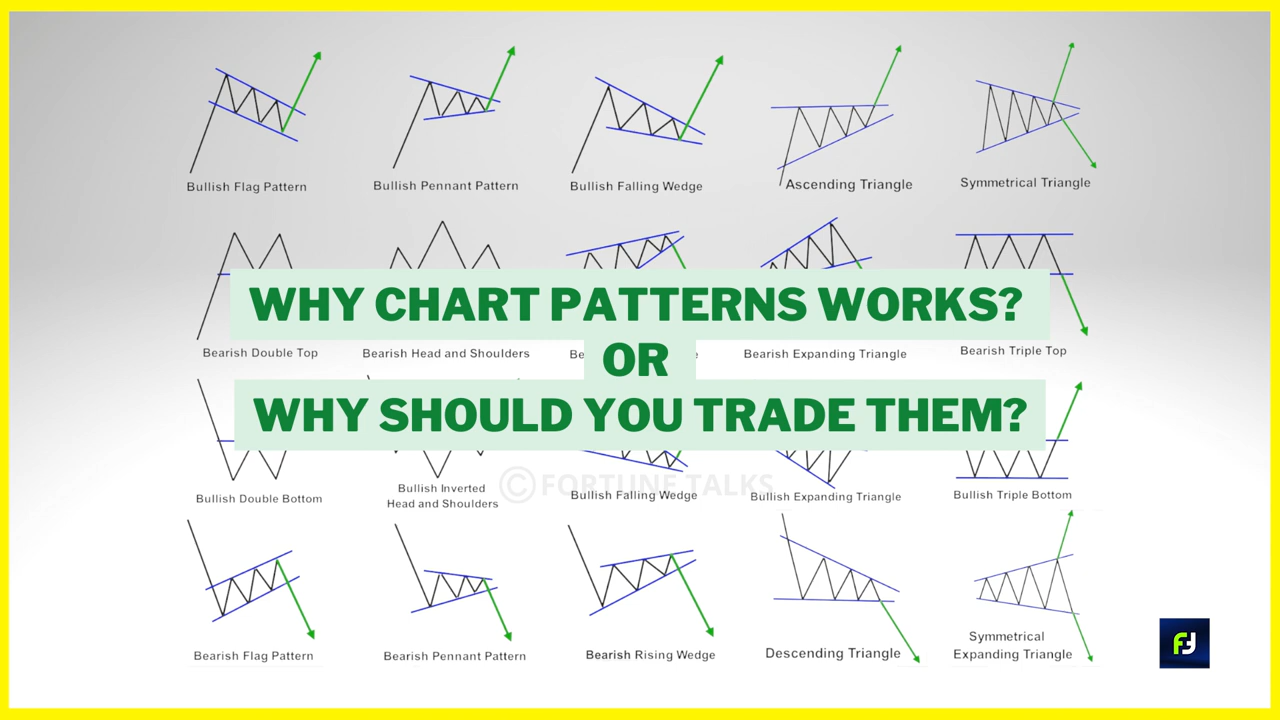 Bullish Flag Pattern
Bullish Pennant Pattern
Bullish Falling Wedge
Ascending Triangle
Symmetrical Triangle
WHY CHART PATTERNS WORKS?
Bearish Double Top
Bearish Head and Shoulders
OR
Bearish Expanding Triangle
Bearish Triple Top
WHY SHOULD YOU TRADE THEM?
Bullish Double Bottom
Bullish Inverted
Head and Shoulders
© FORTUNE TALKS
Bullish Falling Wedge
Bullish Expanding Triangle
Bullish Triple Bottom
Bearish Flag Pattern
Bearish Pennant Pattern
Bearish Rising Wedge
Descending Triangle
Symmetrical
Expanding Triangle